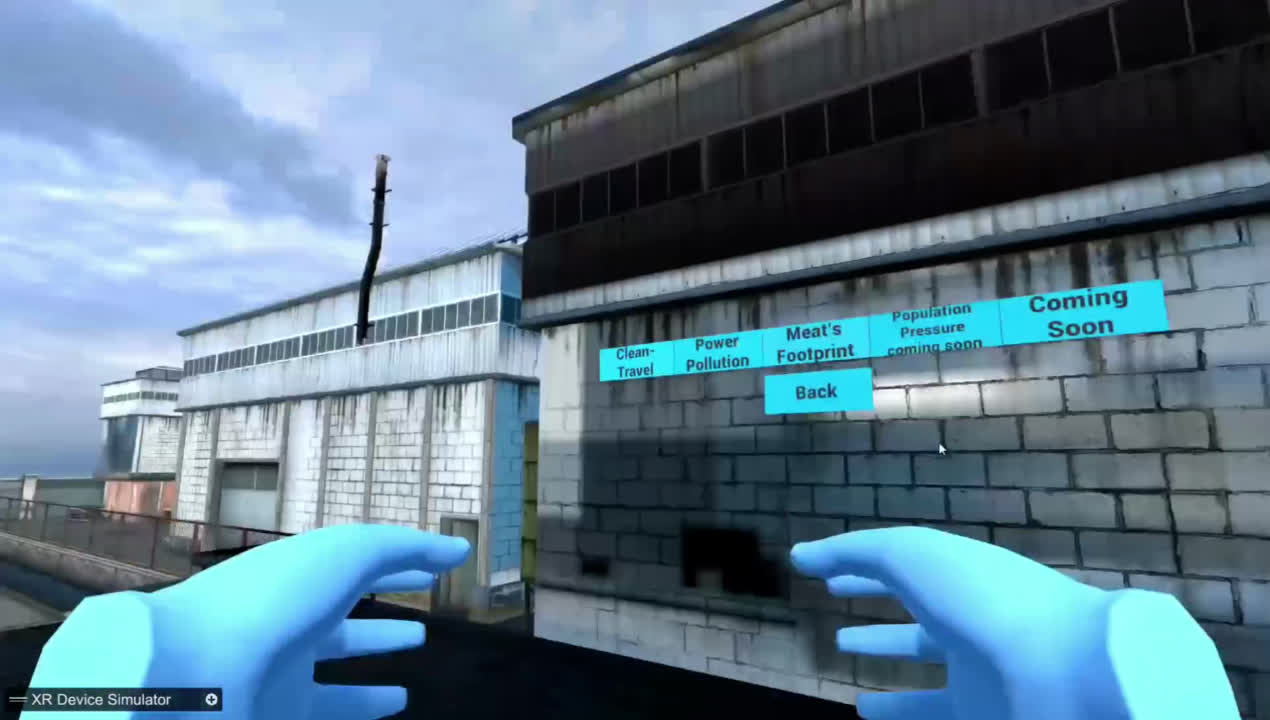 Clean-
Travel
Power
Pollution
Meat's
Footprint
Population
Pressure
coming soon
Coming
Soon
Back
XR Device Simulator